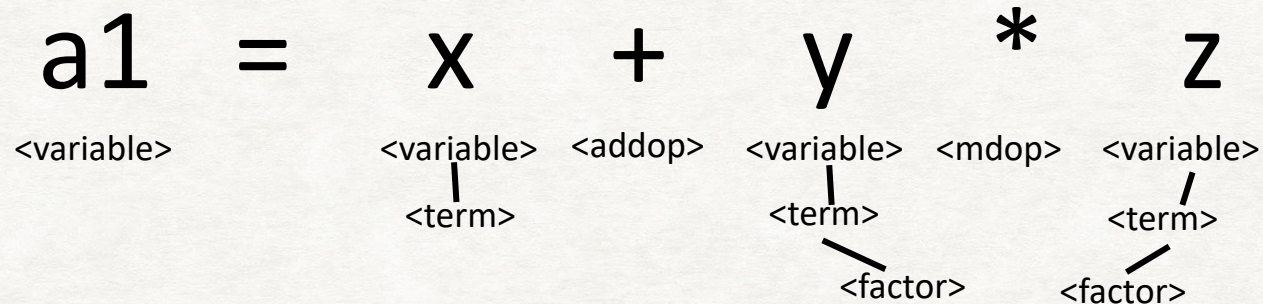 a1 = x + y * z
<variable> <variable> <addop> <variable> <mdop> <variable>
<term> <term> <term>
<factor> <factor>